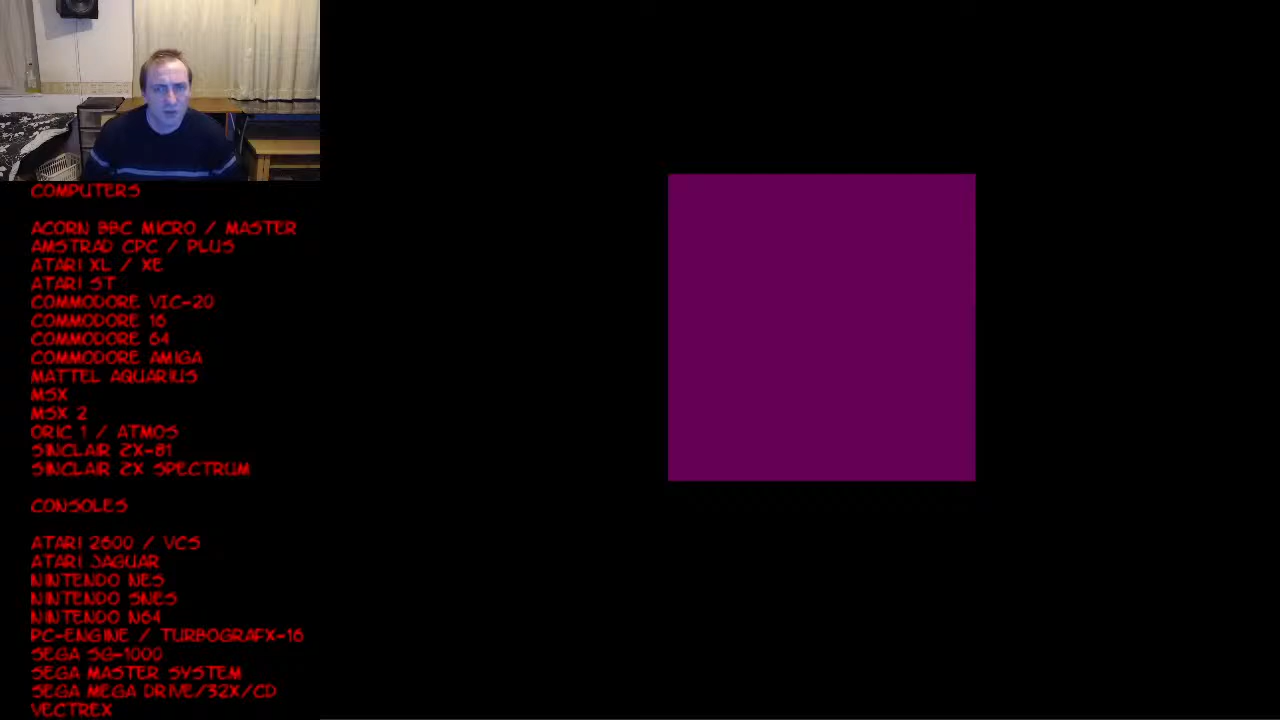 COMPUTERS
ACORN BBC MICRO / MASTER
AMSTRAD CPC / PLUS
ATARI XL / XE
ATARI ST
COMMODORE VIC-20
COMMODORE 16
COMMODORE 64
COMMODORE AMIGA
MATTEL AQUARIUS
MSX
MSX 2
ORIC 1 / ATMOS
SINCLAIR ZX-81
SINCLAIR ZX SPECTRUM
CONSOLES
ATARI 2600 / VCS
ATARI JAGUAR
NINTENDO NES
NINTENDO SNES
NINTENDO N64
PC-ENGINE / TURBOGRAFX-16
SEGA SG-1000
SEGA MASTER SYSTEM
SEGA MEGA DRIVE/32X/CD
VECTREX